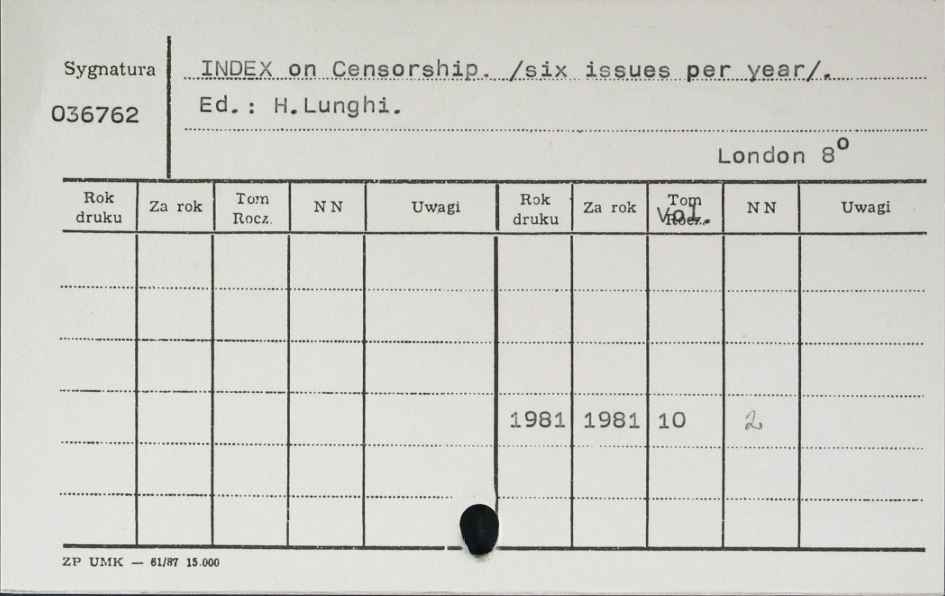 Sygnatura INDEX on Censorship. /six issues per year/.
036762 Ed.: H.Lunghi.
London 8⁰
Rok druku Za rok Tom Rocz. NN Uwagi Rok druku Za rok Tom Rocz. Vol. NN Uwagi
1981 1981 10 2
ZP UMK — 61/87 15.000